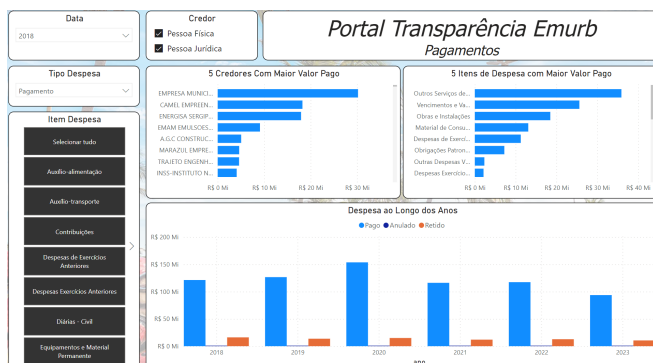 Data
2018
Credor
Pessoa Física
Pessoa Jurídica
Portal Transparência Emurb
Pagamentos
Tipo Despesa
Pagamento
Item Despesa
Selecionar tudo
Auxílio-alimentação
Auxílio-transporte
Contribuições
Despesas de Exercícios
Anteriores
Despesas Exercícios Anteriores
Diárias - Civil
Equipamentos e Material
Permanente
5 Credores Com Maior Valor Pago
EMPRESA MUNICI...
CAMEL EMPREEN...
ENERGISA SERGIP...
EMAM EMULSOES...
A.G.C CONSTRUC...
MARAZUL EMPRE...
TRAJETO ENGENH...
INSS-INSTITUTO N...
R$ 0 Mi R$ 10 Mi R$ 20 Mi R$ 30 Mi
5 Itens de Despesa com Maior Valor Pago
Outros Serviços de...
Vencimentos e Va...
Obras e Instalações
Material de Consu...
Despesas de Exercí...
Obrigações Patron...
Outras Despesas V...
Despesas Exercício...
R$ 0 Mi R$ 10 Mi R$ 20 Mi R$ 30 Mi R$ 40 Mi
Despesa ao Longo dos Anos
Pago Anulado Retido
R$ 200 Mi
R$ 150 Mi
R$ 100 Mi
R$ 50 Mi
R$ 0 Mi
2018 2019 2020 2021 2022 2023
ano